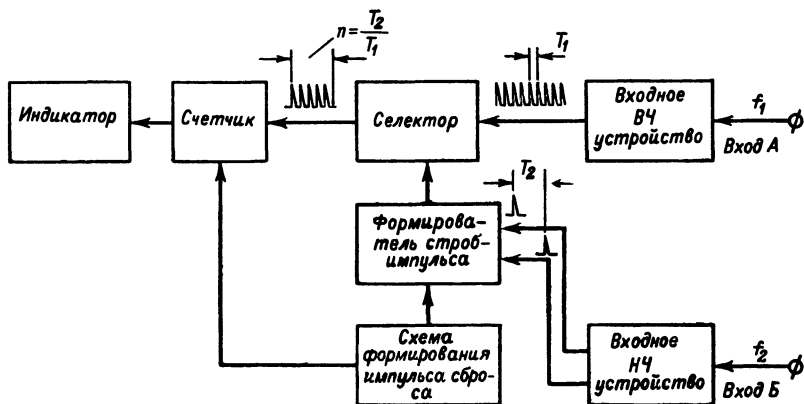 n = T₂/T₁
T₁
Индикатор
Счетчик
Селектор
Входное
ВЧ
устройство
f₁
Вход А
T₂
Формирова-
тель строб-
импульса
Схема
формирования
импульса сбро-
са
Входное
НЧ
устройство
f₂
Вход Б